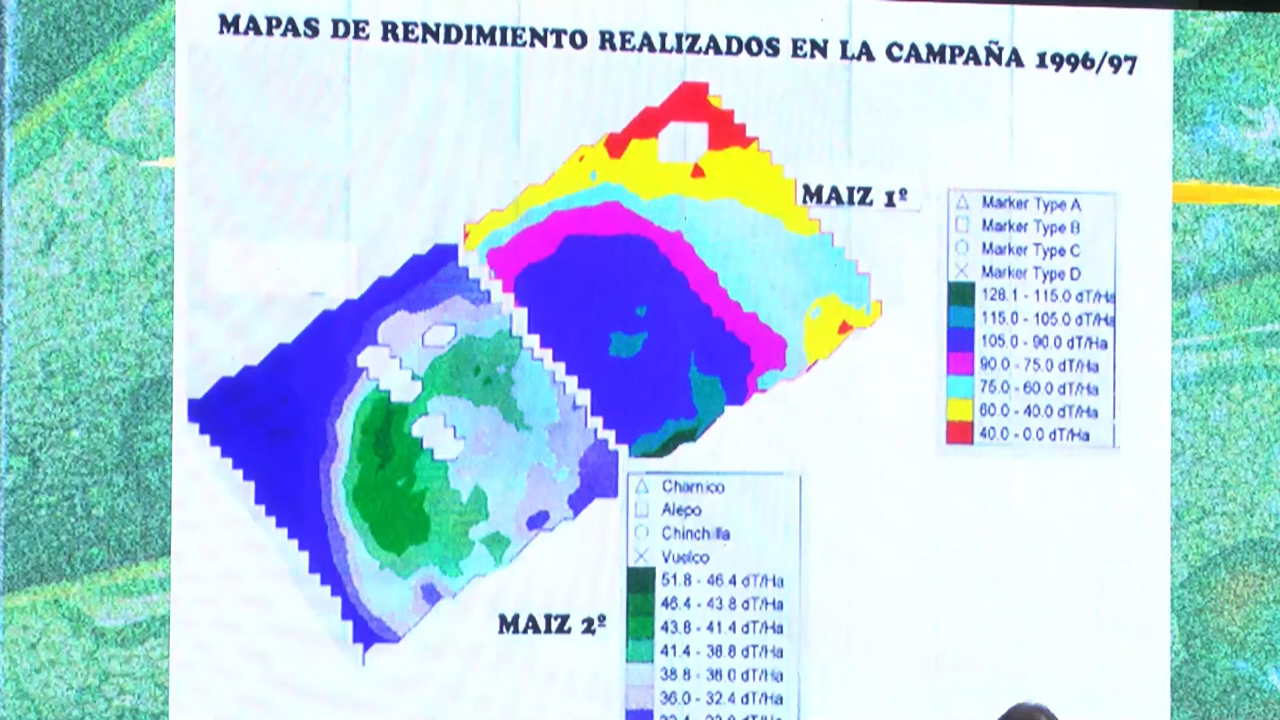 MAPAS DE RENDIMIENTO REALIZADOS EN LA CAMPAÑA 1996/97
MAIZ 1º
Marker Type A
Marker Type B
Marker Type C
Marker Type D
128.1 - 115.0 dT/Ha
115.0 - 105.0 dT/Ha
105.0 - 90.0 dT/Ha
90.0 - 75.0 dT/Ha
75.0 - 60.0 dT/Ha
60.0 - 40.0 dT/Ha
40.0 - 0.0 dT/Ha
MAIZ 2º
Chamico
Alepo
Chinchilla
Vuelco
51.8 - 46.4 dT/Ha
46.4 - 43.8 dT/Ha
43.8 - 41.4 dT/Ha
41.4 - 38.8 dT/Ha
38.8 - 36.0 dT/Ha
36.0 - 32.4 dT/Ha